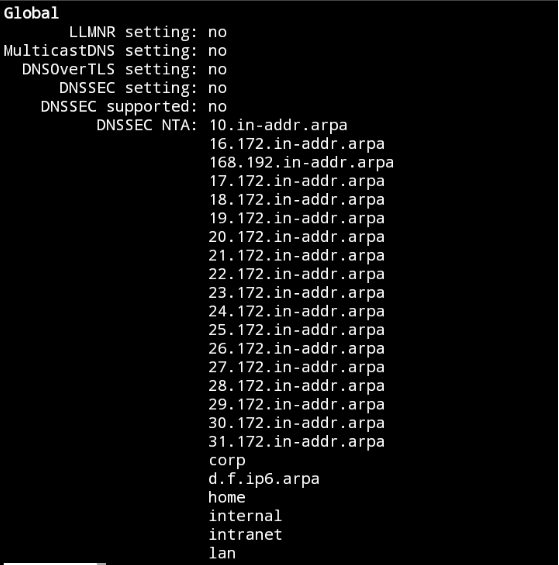 Global
LLMNR setting: no
MulticastDNS setting: no
DNSOverTLS setting: no
DNSSEC setting: no
DNSSEC supported: no
DNSSEC NTA: 10.in-addr.arpa
16.172.in-addr.arpa
168.192.in-addr.arpa
17.172.in-addr.arpa
18.172.in-addr.arpa
19.172.in-addr.arpa
20.172.in-addr.arpa
21.172.in-addr.arpa
22.172.in-addr.arpa
23.172.in-addr.arpa
24.172.in-addr.arpa
25.172.in-addr.arpa
26.172.in-addr.arpa
27.172.in-addr.arpa
28.172.in-addr.arpa
29.172.in-addr.arpa
30.172.in-addr.arpa
31.172.in-addr.arpa
corp
d.f.ip6.arpa
home
internal
intranet
lan